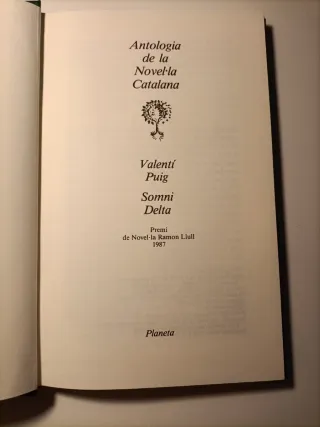 Antologia
de la
Novel·la
Catalana
Valentí
Puig
Somni
Delta
Premi
de Novel·la Ramon Llull
1987
Planeta